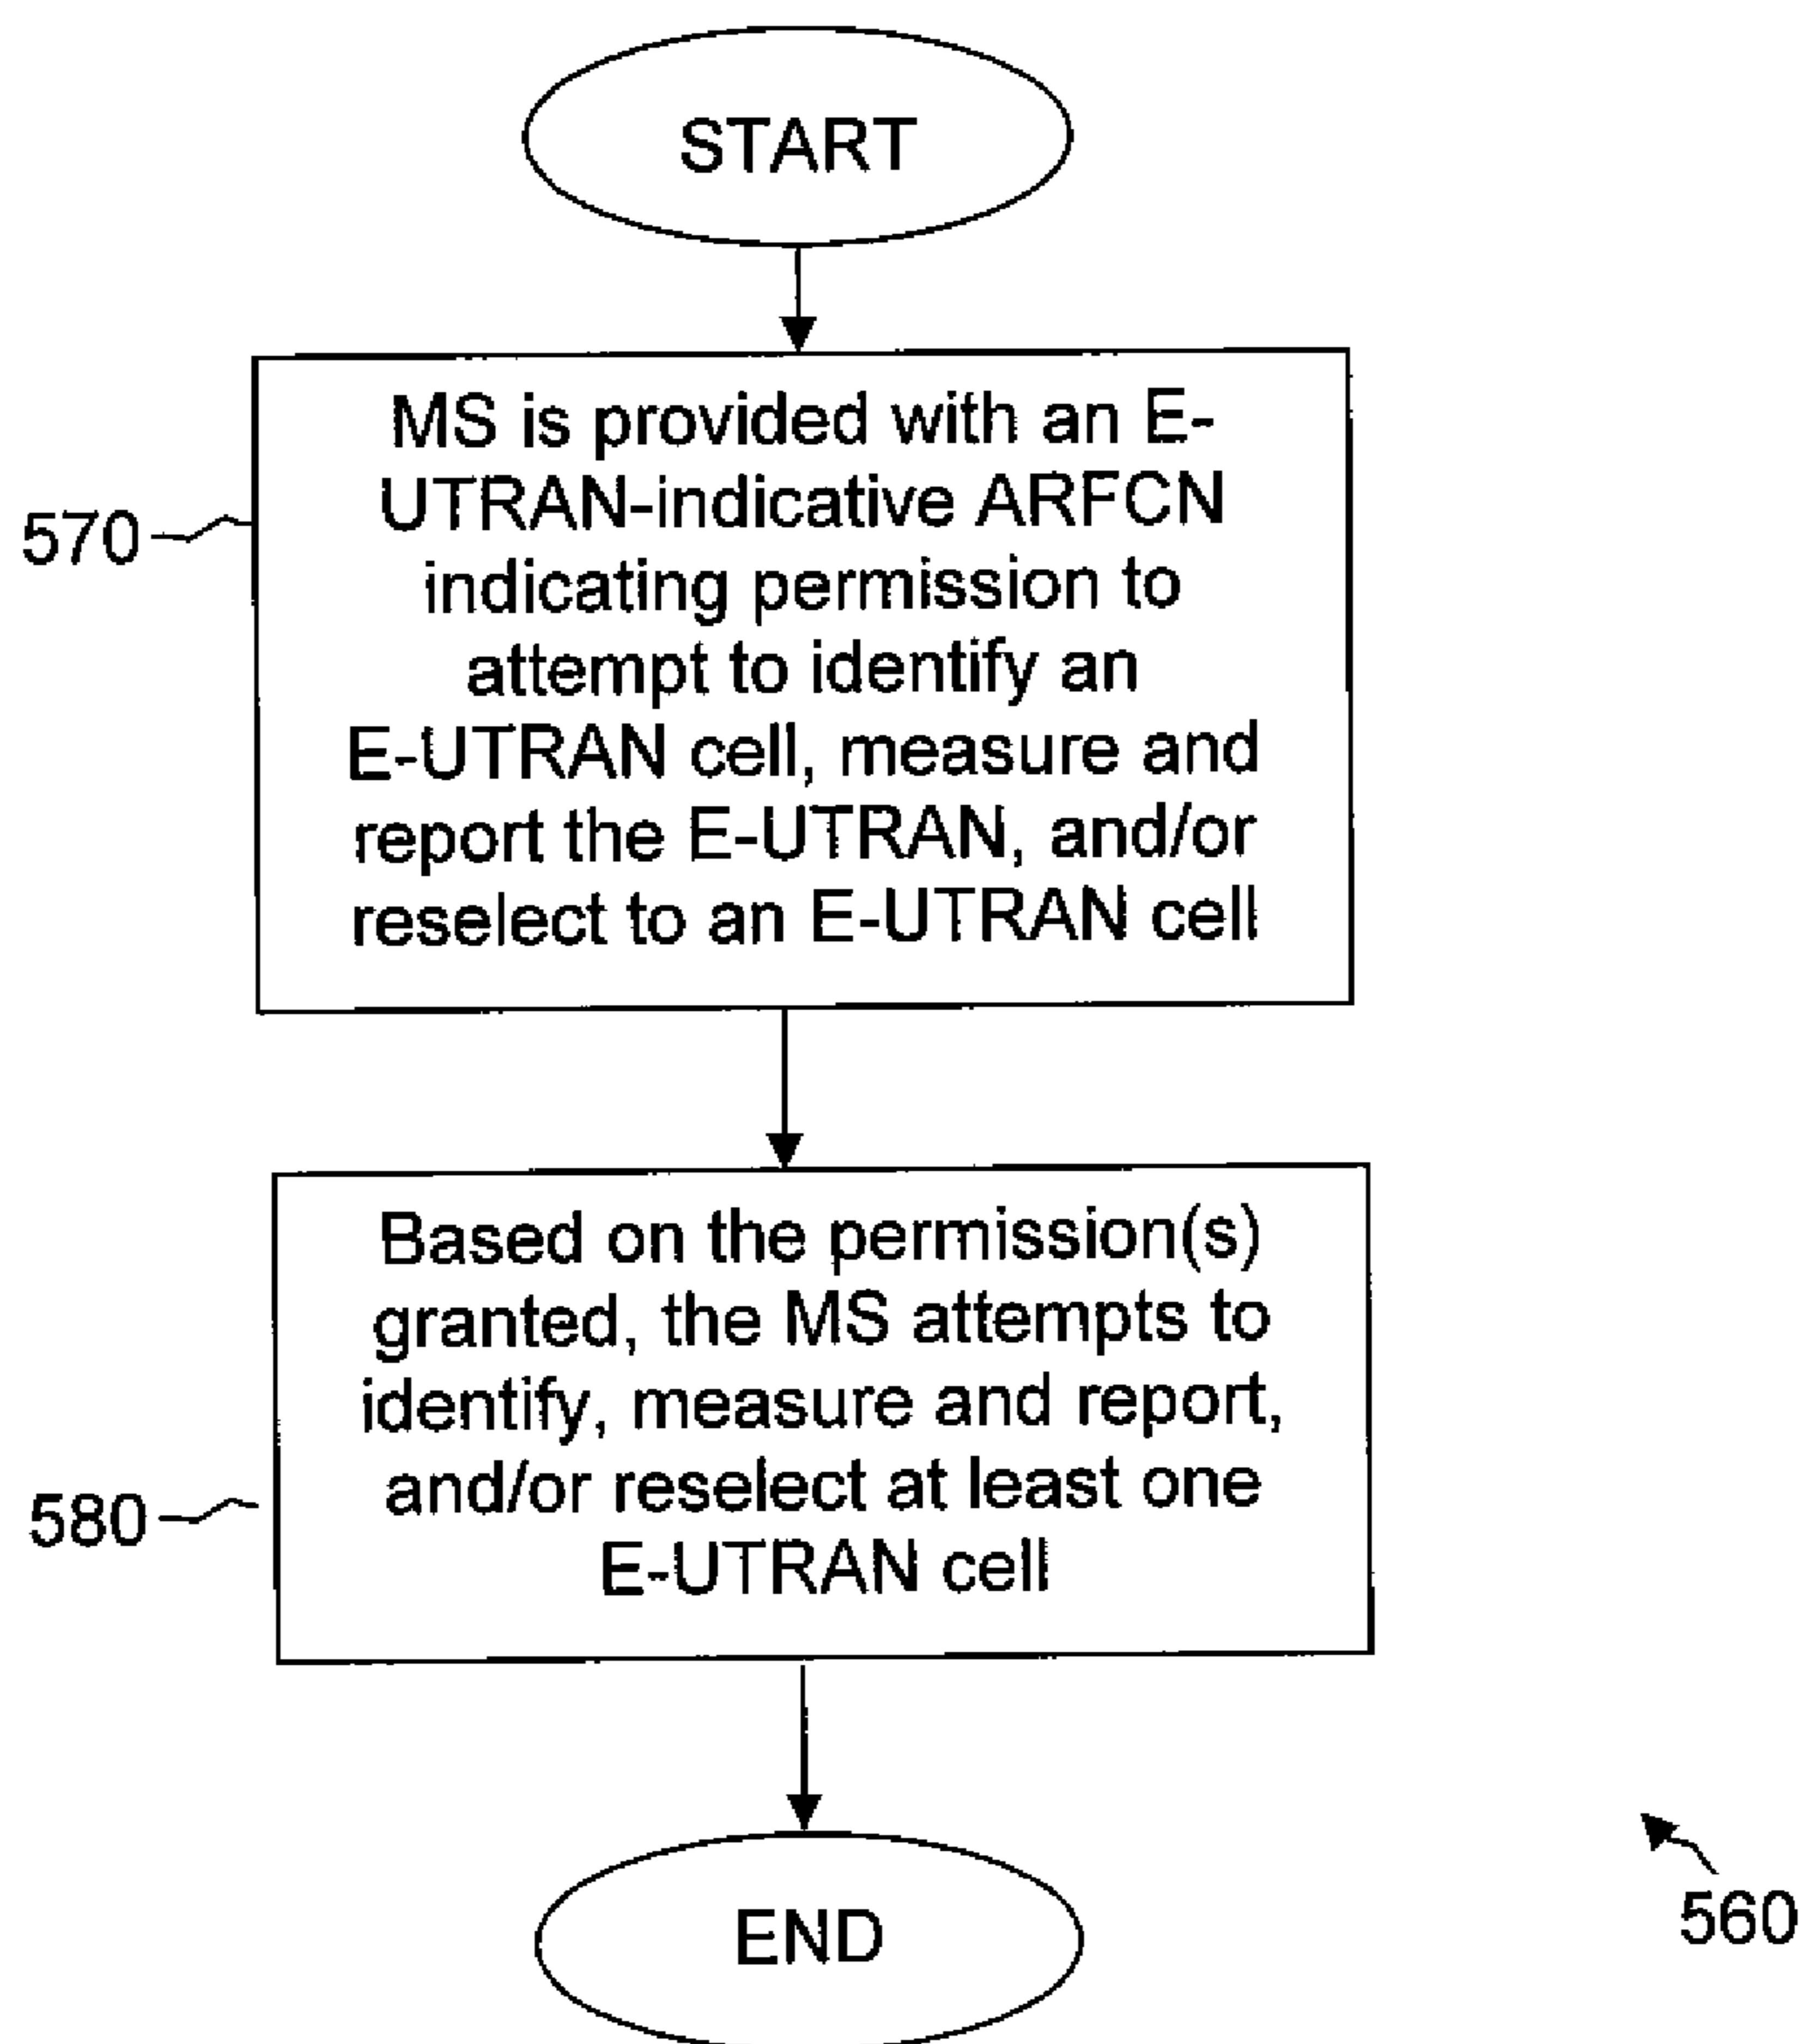 START
MS is provided with an E-
UTRAN-indicative ARFCN
indicating permission to
attempt to identify an
E-UTRAN cell, measure and
report the E-UTRAN, and/or
reselect to an E-UTRAN cell
570
Based on the permission(s)
granted, the MS attempts to
identify, measure and report,
and/or reselect at least one
E-UTRAN cell
580
END
560